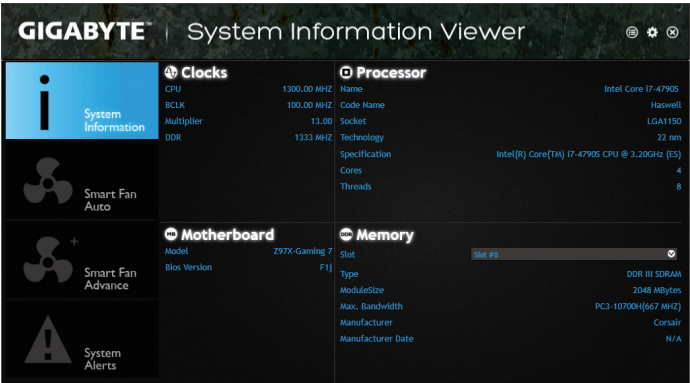 GIGABYTE™ | System Information Viewer
System
Information
Smart Fan
Auto
Smart Fan
Advance
System
Alerts
Clocks
CPU 1300.00 MHZ
BCLK 100.00 MHZ
Multiplier 13.00
DDR 1333 MHZ
Processor
Name Intel Core i7-4790S
Code Name Haswell
Socket LGA1150
Technology 22 nm
Specification Intel(R) Core(TM) i7-4790S CPU @ 3.20GHz (ES)
Cores 4
Threads 8
MB Motherboard
Model Z97X-Gaming 7
Bios Version F1j
DDR Memory
Slot Slot #0
Type DDR III SDRAM
ModuleSize 2048 MBytes
Max. Bandwidth PC3-10700H(667 MHZ)
Manufacturer Corsair
Manufacturer Date N/A